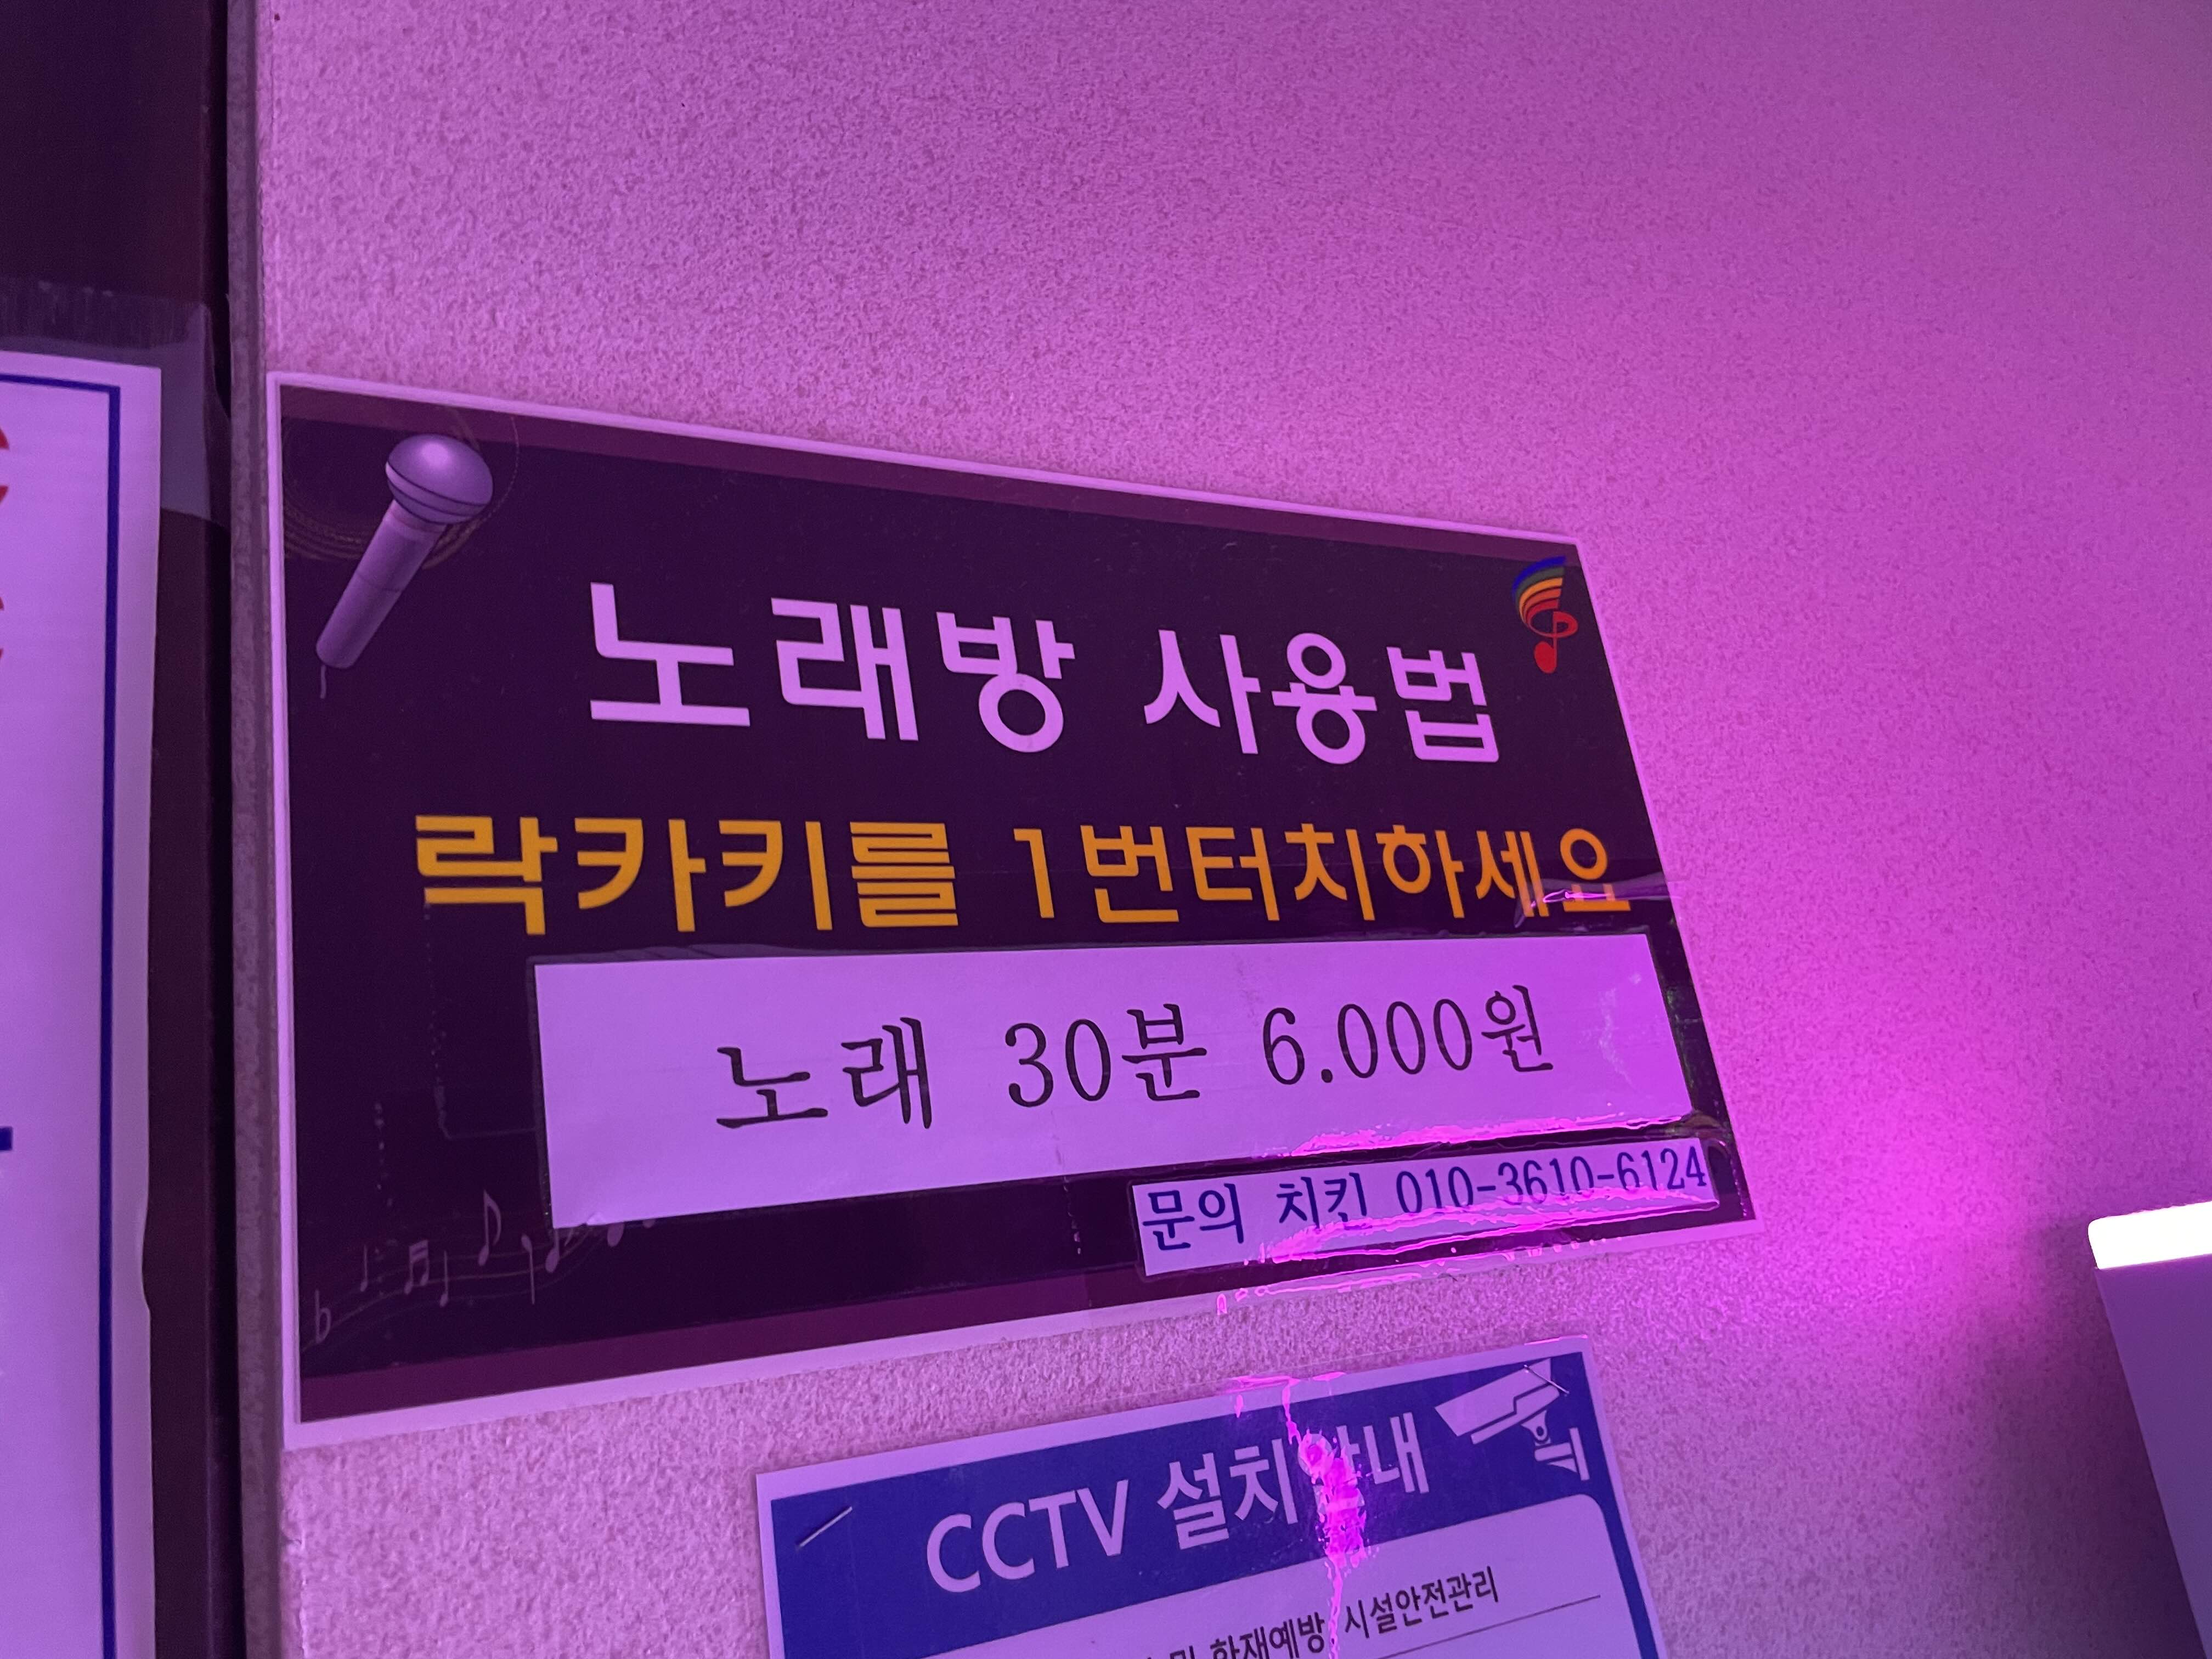 노래방 사용법
락카키를 1번터치하세요
노래 30분 6.000원
문의 치킨 010-3610-6124
CCTV 설치안내
및 화재예방, 시설안전관리